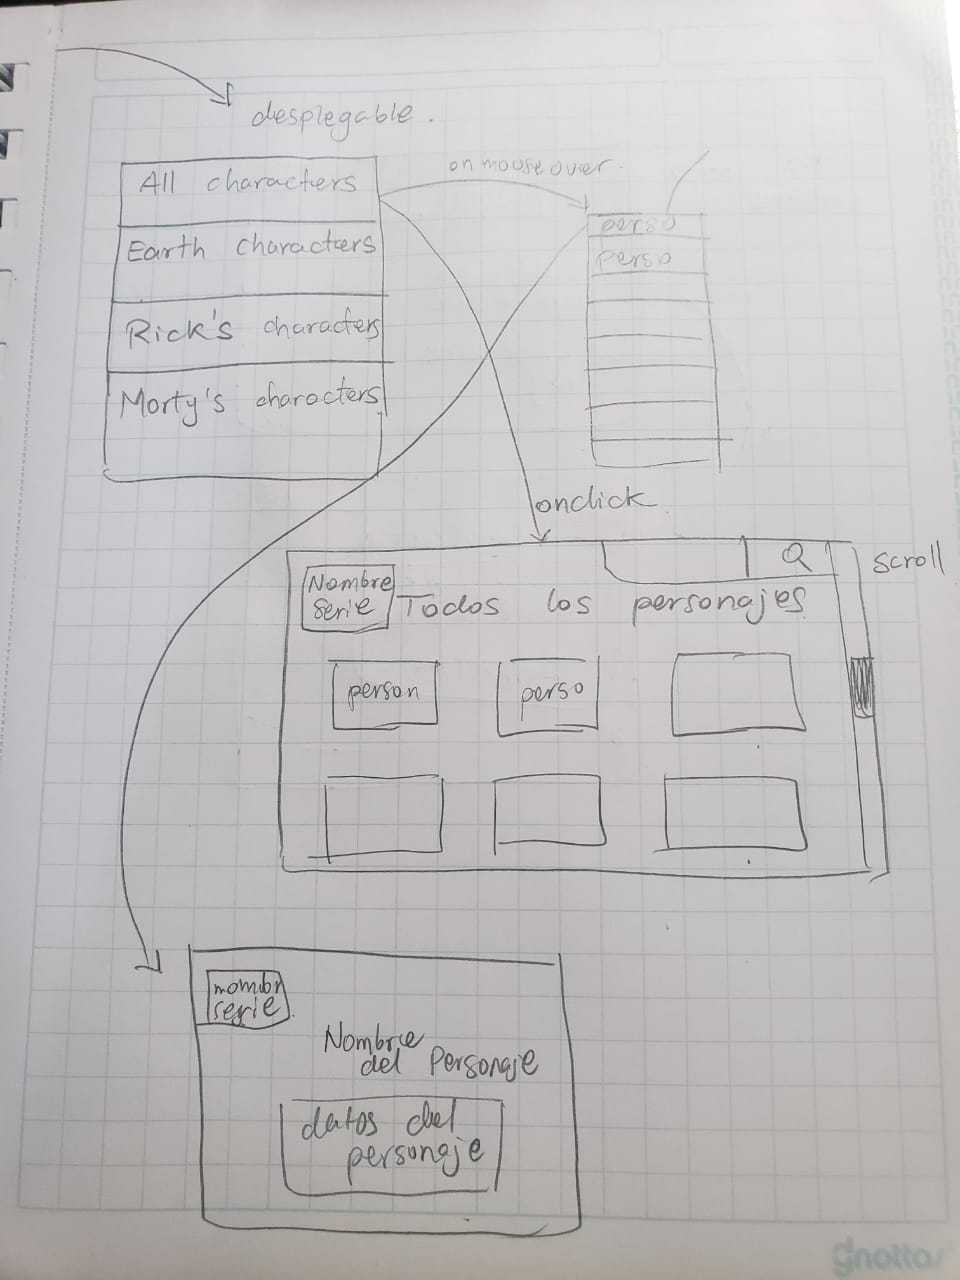 desplegable.
All characters
on mouse over.
perso
perso
Earth characters
Rick's characters
Morty's characters
onclick
scroll
Nombre
serie
Todos los personajes
person
perso
nombr
serie
Nombre
del Personaje
datos del
personaje